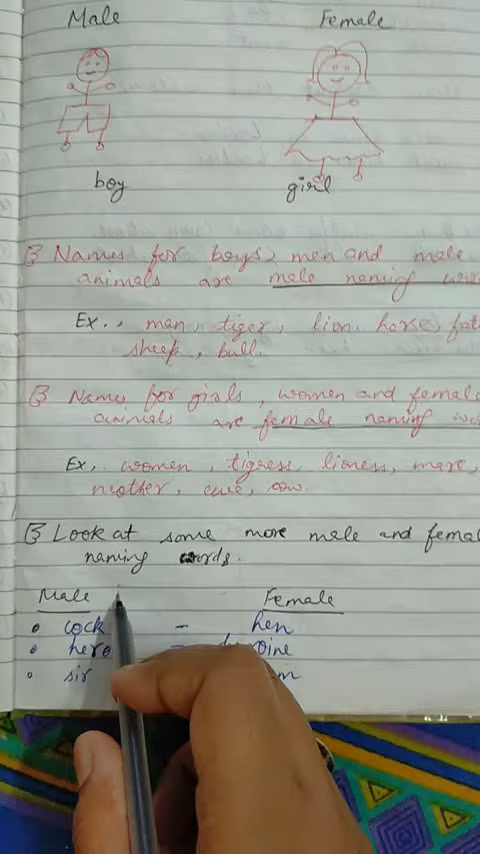 Male Female
boy girl
Names for boys, men and male
animals are male naming
Ex., man, tiger, lion, horse,
sheep, bull.
Names for girls, women and female
animals are female naming
Ex, women, tigress, lioness, mare,
mother, ewe, cow.
Look at some more male and
naming words.
Male Female
cock - hen
hero -
sir